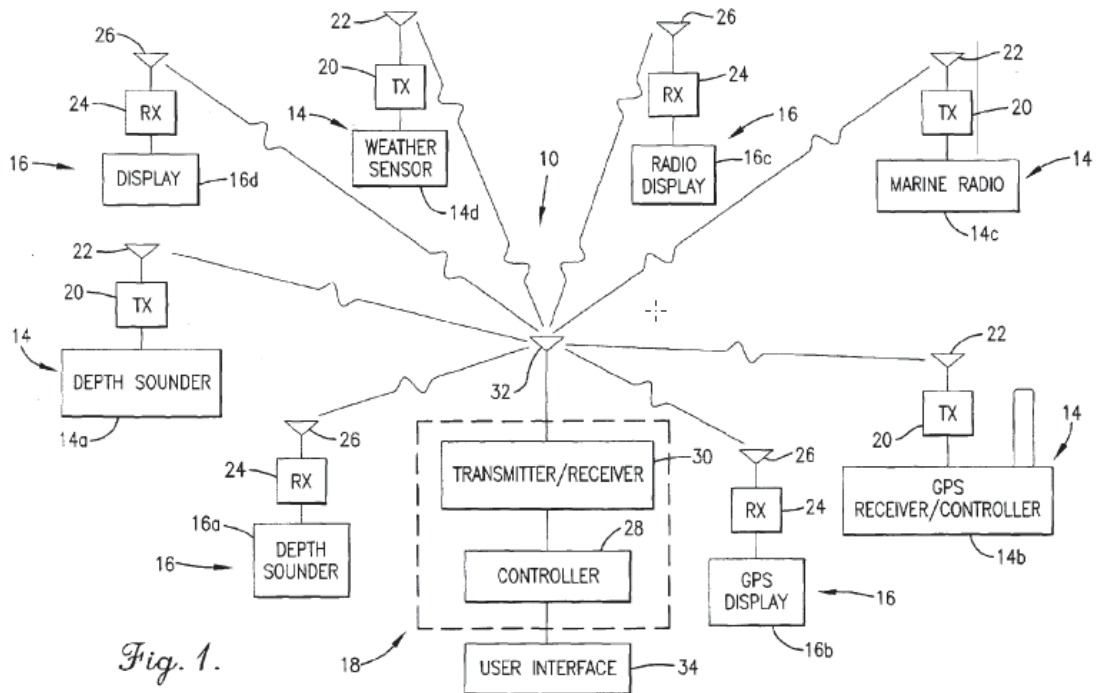 26
24
RX
16
DISPLAY
16d
22
20
TX
14
WEATHER
SENSOR
14d
10
26
24
RX
16
RADIO
DISPLAY
16c
22
20
TX
MARINE RADIO
14
14c
22
20
TX
14
DEPTH SOUNDER
14a
32
22
TX
20
14
GPS
RECEIVER/CONTROLLER
14b
26
24
RX
16a
DEPTH
SOUNDER
16
30
TRANSMITTER/RECEIVER
28
CONTROLLER
18
USER INTERFACE
34
26
RX
24
GPS
DISPLAY
16
16b
Fig. 1.